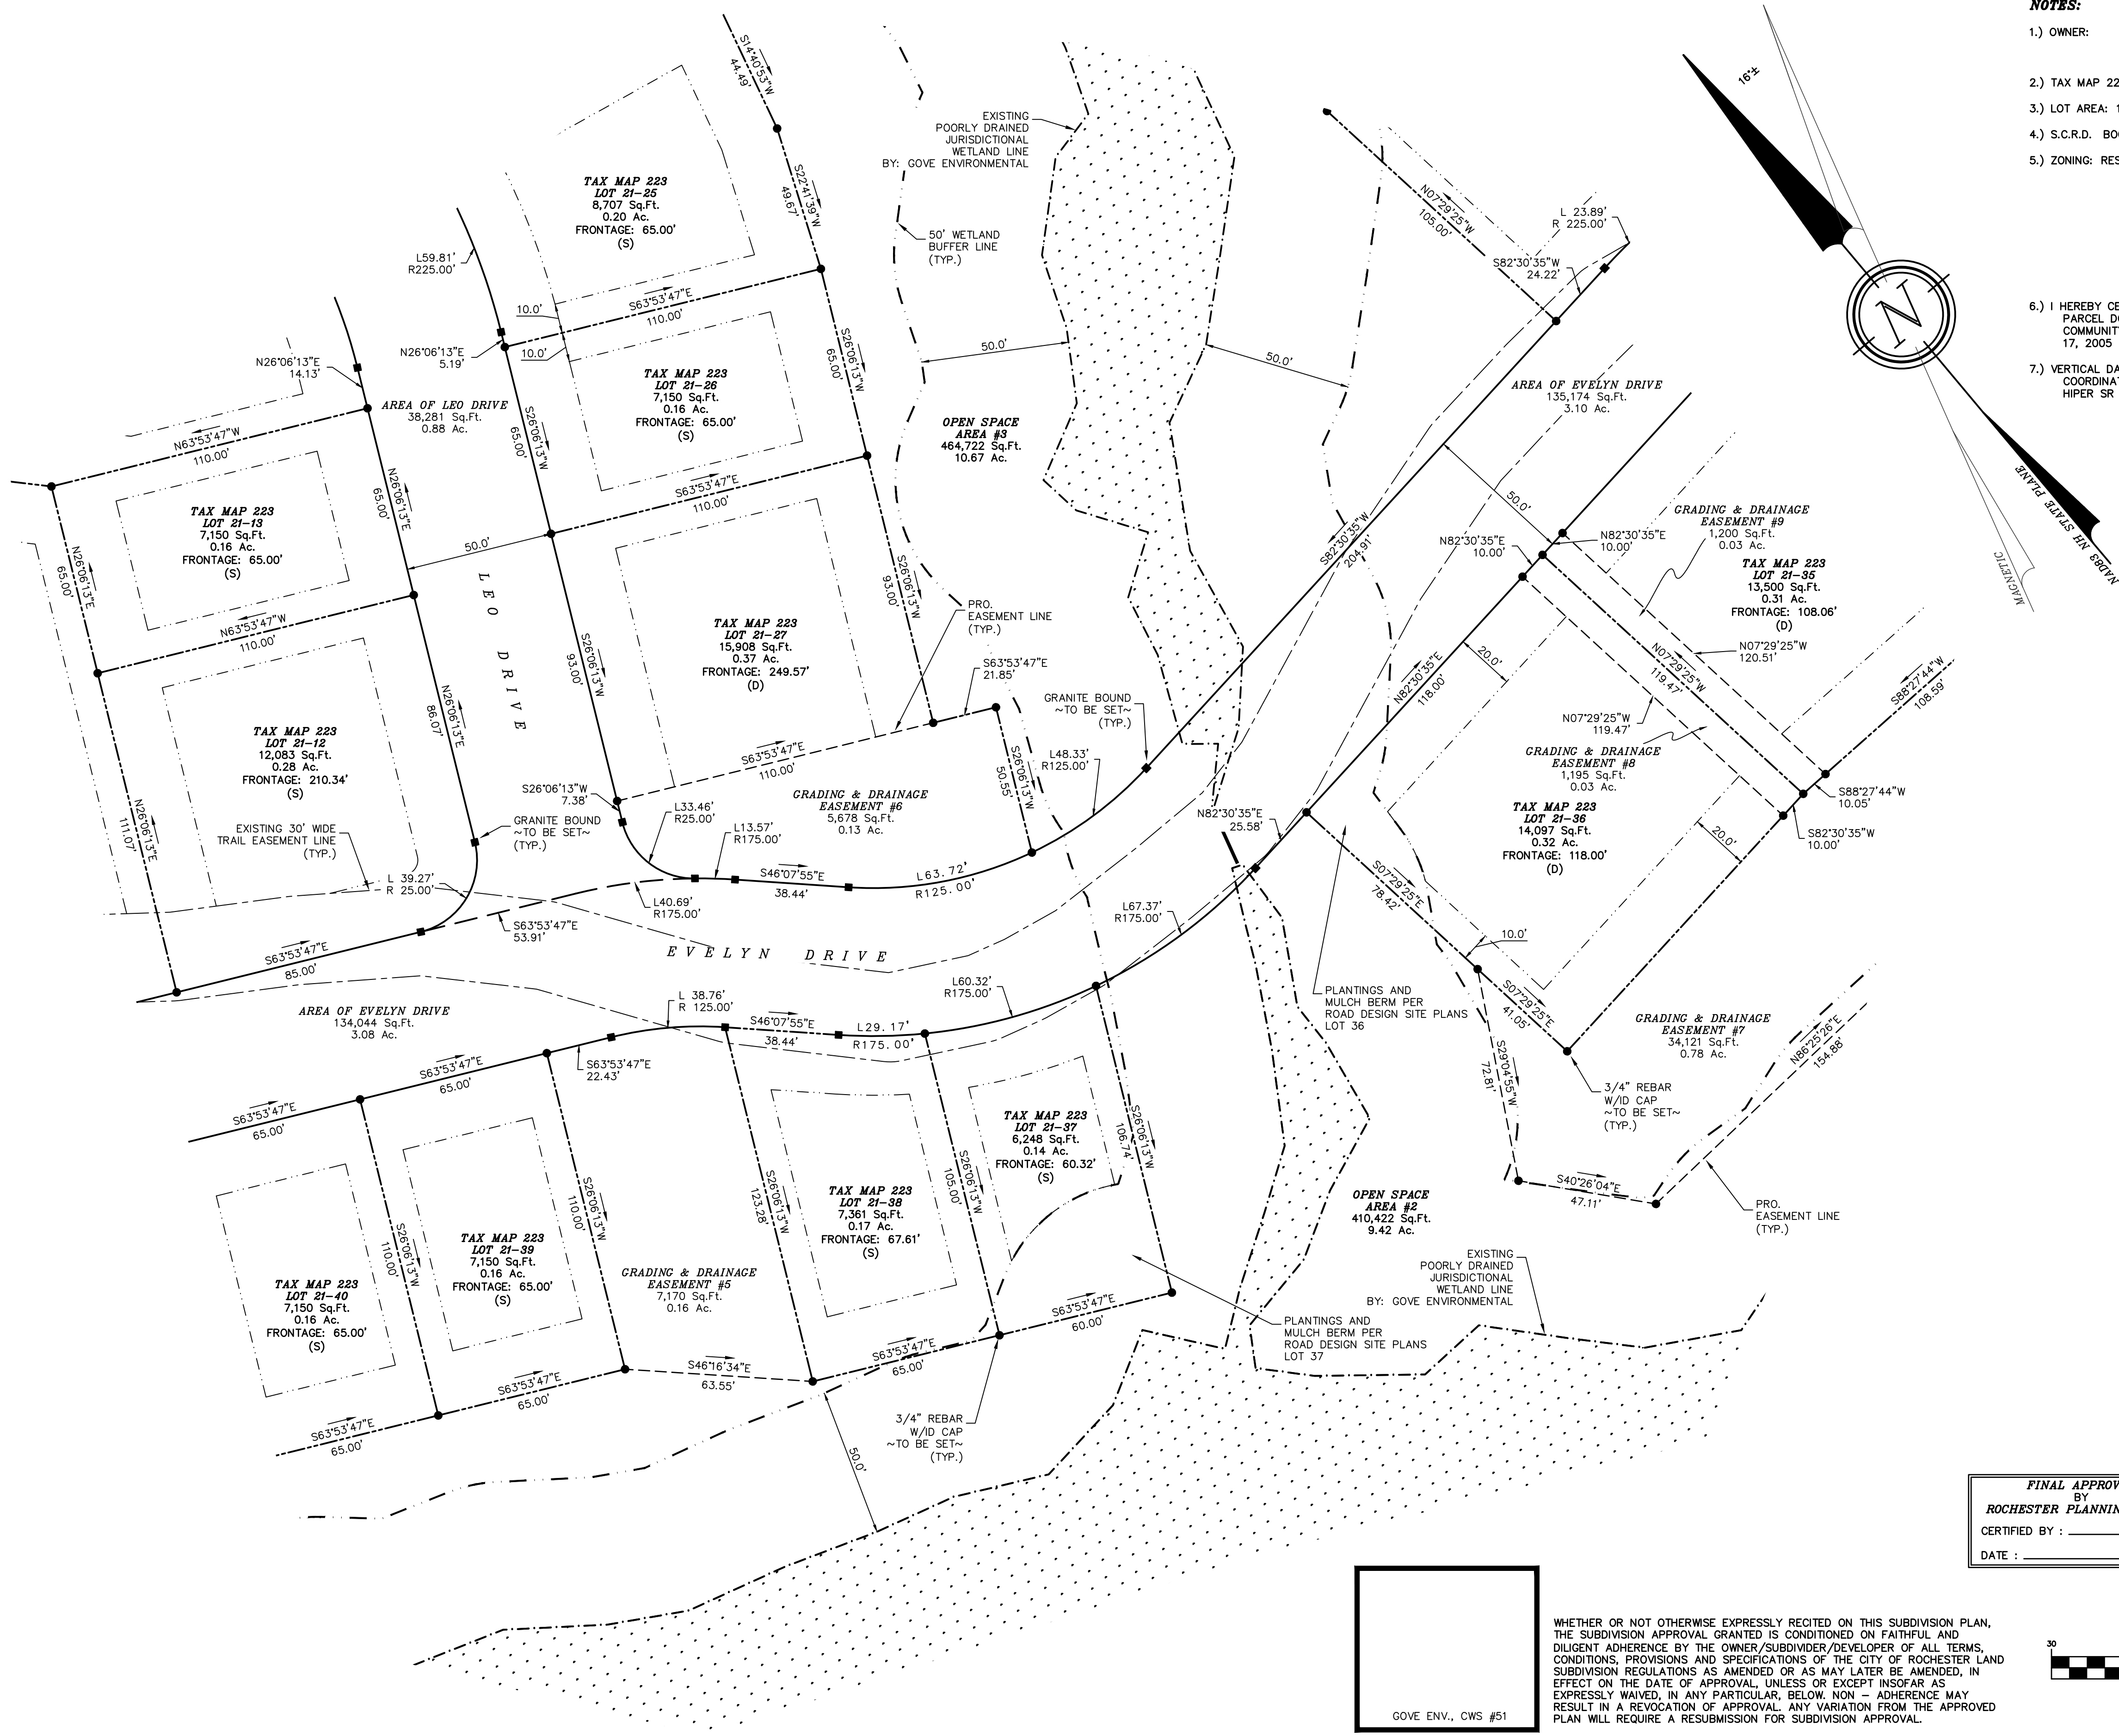 S14°40'53"W
44.49'
EXISTING
POORLY DRAINED
JURISDICTIONAL
WETLAND LINE
BY: GOVE ENVIRONMENTAL
TAX MAP 223
LOT 21-25
8,707 Sq.Ft.
0.20 Ac.
FRONTAGE: 65.00'
(S)
S22°41'39"W
49.67'
50' WETLAND
BUFFER LINE
(TYP.)
L59.81'
R225.00'
10.0'
S63°53'47"E
110.00'
N26°06'13"E
5.19'
10.0'
N26°06'13"E
14.13'
AREA OF LEO DRIVE
38,281 Sq.Ft.
0.88 Ac.
TAX MAP 223
LOT 21-26
7,150 Sq.Ft.
0.16 Ac.
FRONTAGE: 65.00'
(S)
S26°06'13"W
65.00'
S26°06'13"W
65.00'
50.0'
50.0'
OPEN SPACE
AREA #3
464,722 Sq.Ft.
10.67 Ac.
N63°53'47"W
110.00'
N26°06'13"E
65.00'
S63°53'47"E
110.00'
TAX MAP 223
LOT 21-13
7,150 Sq.Ft.
0.16 Ac.
FRONTAGE: 65.00'
(S)
N26°06'13"E
65.00'
50.0'
N63°53'47"W
110.00'
LEO DRIVE
TAX MAP 223
LOT 21-27
15,908 Sq.Ft.
0.37 Ac.
FRONTAGE: 249.57'
(D)
S26°06'13"W
93.00'
S26°06'13"W
93.00'
PRO.
EASEMENT LINE
(TYP.)
S63°53'47"E
21.85'
TAX MAP 223
LOT 21-12
12,083 Sq.Ft.
0.28 Ac.
FRONTAGE: 210.34'
(S)
N26°06'13"E
86.07'
N26°06'13"E
111.07'
S63°53'47"E
110.00'
GRANITE BOUND
~TO BE SET~
(TYP.)
S26°06'13"W
50.55'
L48.33'
R125.00'
S26°06'13"W
7.38'
GRANITE BOUND
~TO BE SET~
(TYP.)
L33.46'
R25.00'
L13.57'
R175.00'
GRADING & DRAINAGE
EASEMENT #6
5,678 Sq.Ft.
0.13 Ac.
EXISTING 30' WIDE
TRAIL EASEMENT LINE
(TYP.)
L 39.27'
R 25.00'
L40.69'
R175.00'
S46°07'55"E
38.44'
L63.72'
R125.00'
S63°53'47"E
53.91'
S63°53'47"E
85.00'
EVELYN DRIVE
L67.37'
R175.00'
AREA OF EVELYN DRIVE
134,044 Sq.Ft.
3.08 Ac.
L 38.76'
R 125.00'
S46°07'55"E
38.44'
L29.17'
R175.00'
L60.32'
R175.00'
S63°53'47"E
22.43'
S63°53'47"E
65.00'
S63°53'47"E
65.00'
TAX MAP 223
LOT 21-37
6,248 Sq.Ft.
0.14 Ac.
FRONTAGE: 60.32'
(S)
S26°06'13"W
106.74'
TAX MAP 223
LOT 21-38
7,361 Sq.Ft.
0.17 Ac.
FRONTAGE: 67.61'
(S)
S26°06'13"W
105.00'
S26°06'13"W
123.28'
S26°06'13"W
110.00'
TAX MAP 223
LOT 21-39
7,150 Sq.Ft.
0.16 Ac.
FRONTAGE: 65.00'
(S)
S26°06'13"W
110.00'
TAX MAP 223
LOT 21-40
7,150 Sq.Ft.
0.16 Ac.
FRONTAGE: 65.00'
(S)
GRADING & DRAINAGE
EASEMENT #5
7,170 Sq.Ft.
0.16 Ac.
S63°53'47"E
60.00'
S63°53'47"E
65.00'
S46°16'34"E
63.55'
S63°53'47"E
65.00'
S63°53'47"E
65.00'
3/4" REBAR
W/ID CAP
~TO BE SET~
(TYP.)
50.0'
PLANTINGS AND
MULCH BERM PER
ROAD DESIGN SITE PLANS
LOT 37
N07°29'25"W
105.00'
L 23.89'
R 225.00'
S82°30'35"W
24.22'
AREA OF EVELYN DRIVE
135,174 Sq.Ft.
3.10 Ac.
50.0'
S82°30'35"W
204.91'
50.0'
N82°30'35"E
10.00'
N82°30'35"E
10.00'
GRADING & DRAINAGE
EASEMENT #9
1,200 Sq.Ft.
0.03 Ac.
TAX MAP 223
LOT 21-35
13,500 Sq.Ft.
0.31 Ac.
FRONTAGE: 108.06'
(D)
N07°29'25"W
120.51'
N07°29'25"W
119.47'
S88°27'44"W
108.59'
20.0'
N82°30'35"E
118.00'
N07°29'25"W
119.47'
GRADING & DRAINAGE
EASEMENT #8
1,195 Sq.Ft.
0.03 Ac.
S88°27'44"W
10.05'
S82°30'35"W
10.00'
N82°30'35"E
25.58'
TAX MAP 223
LOT 21-36
14,097 Sq.Ft.
0.32 Ac.
FRONTAGE: 118.00'
(D)
20.0'
S07°29'25"E
78.42'
10.0'
PLANTINGS AND
MULCH BERM PER
ROAD DESIGN SITE PLANS
LOT 36
S07°29'25"E
41.05'
GRADING & DRAINAGE
EASEMENT #7
34,121 Sq.Ft.
0.78 Ac.
N86°25'26"E
154.88'
S29°04'55"W
72.81'
3/4" REBAR
W/ID CAP
~TO BE SET~
(TYP.)
S40°26'04"E
47.11'
OPEN SPACE
AREA #2
410,422 Sq.Ft.
9.42 Ac.
PRO.
EASEMENT LINE
(TYP.)
EXISTING
POORLY DRAINED
JURISDICTIONAL
WETLAND LINE
BY: GOVE ENVIRONMENTAL
16°±
N
MAGNETIC
NAD83 NH STATE PLANE
NOTES:
1.) OWNER:
2.) TAX MAP 22
3.) LOT AREA: 1
4.) S.C.R.D. BO
5.) ZONING: RES
6.) I HEREBY CE
PARCEL DO
COMMUNIT
17, 2005
7.) VERTICAL DA
COORDINAT
HIPER SR
FINAL APPROV
BY
ROCHESTER PLANNIN
CERTIFIED BY :
DATE :
GOVE ENV., CWS #51
WHETHER OR NOT OTHERWISE EXPRESSLY RECITED ON THIS SUBDIVISION PLAN,
THE SUBDIVISION APPROVAL GRANTED IS CONDITIONED ON FAITHFUL AND
DILIGENT ADHERENCE BY THE OWNER/SUBDIVIDER/DEVELOPER OF ALL TERMS,
CONDITIONS, PROVISIONS AND SPECIFICATIONS OF THE CITY OF ROCHESTER LAND
SUBDIVISION REGULATIONS AS AMENDED OR AS MAY LATER BE AMENDED, IN
EFFECT ON THE DATE OF APPROVAL, UNLESS OR EXCEPT INSOFAR AS
EXPRESSLY WAIVED, IN ANY PARTICULAR, BELOW. NON – ADHERENCE MAY
RESULT IN A REVOCATION OF APPROVAL. ANY VARIATION FROM THE APPROVED
PLAN WILL REQUIRE A RESUBMISSION FOR SUBDIVISION APPROVAL.
30